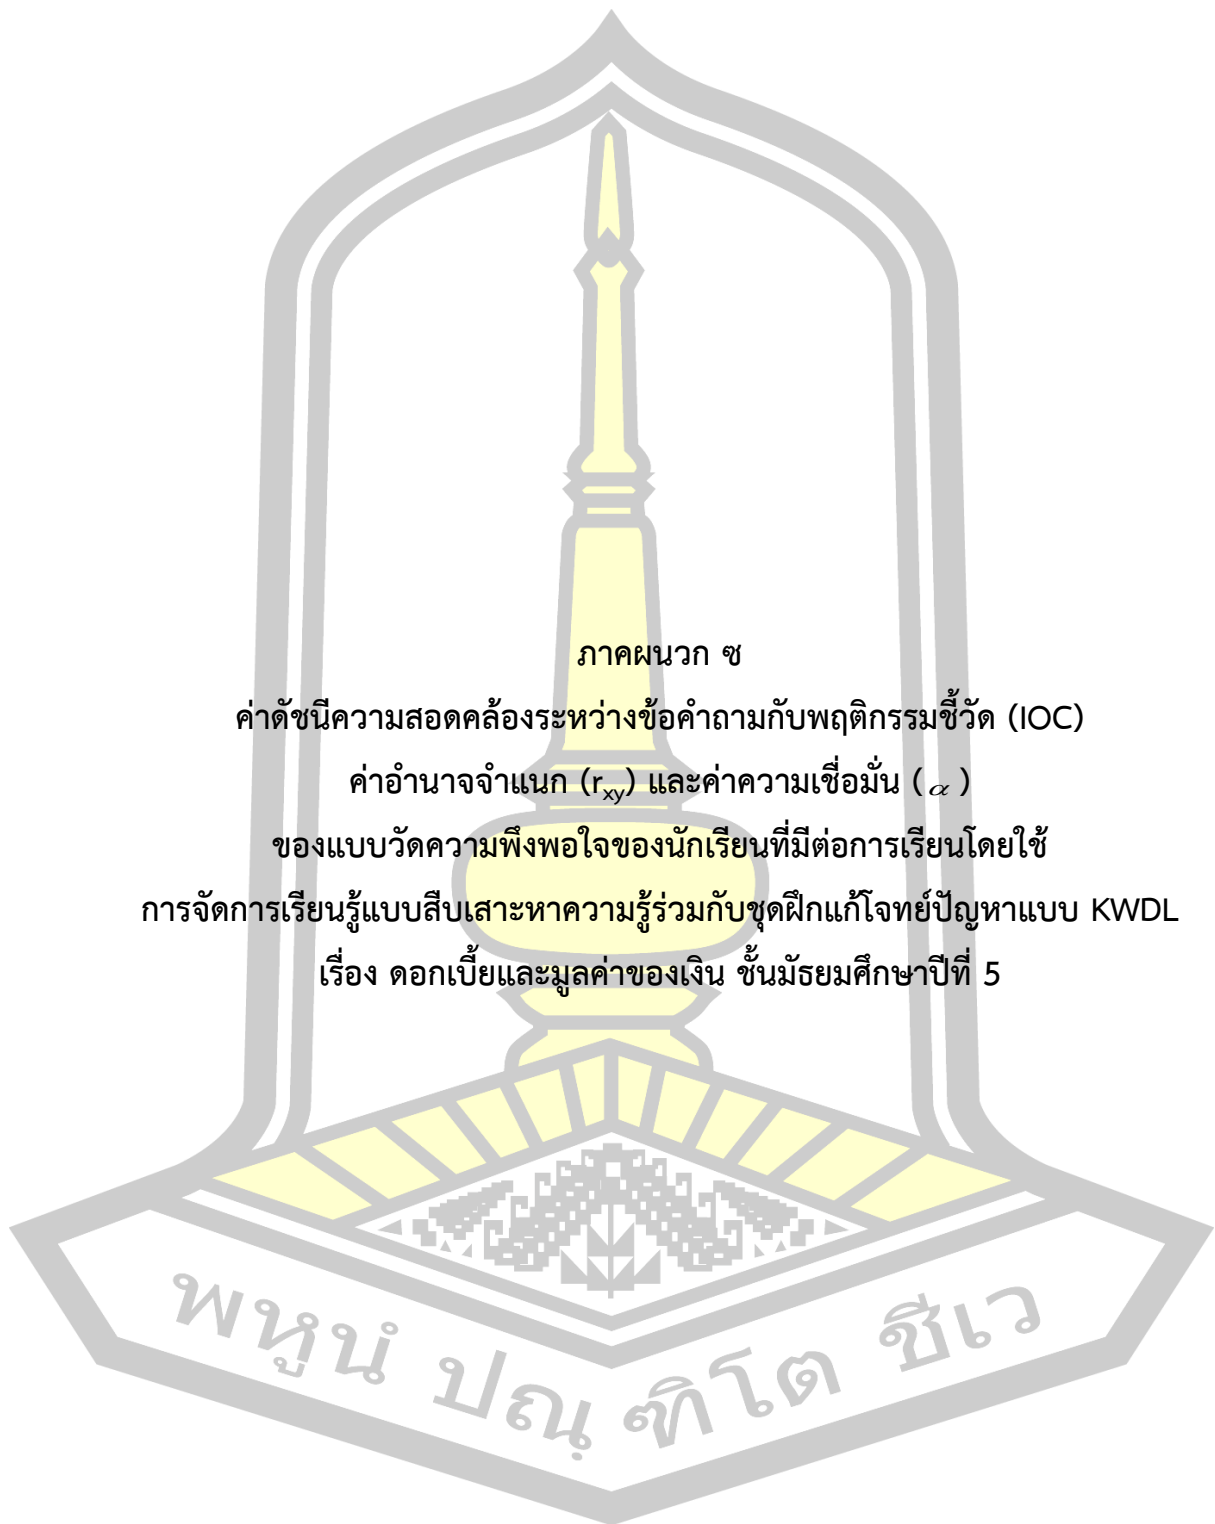 ภาคผนวก ซ
ค่าดัชนีความสอดคล้องระหว่างข้อคำถามกับพฤติกรรมชี้วัด (IOC)
ค่าอำนาจจำแนก (rxy) และค่าความเชื่อมั่น (α)
ของแบบวัดความพึงพอใจของนักเรียนที่มีต่อการเรียนโดยใช้
การจัดการเรียนรู้แบบสืบเสาะหาความรู้ร่วมกับชุดฝึกแก้โจทย์ปัญหาแบบ KWDL
เรื่อง ดอกเบี้ยและมูลค่าของเงิน ชั้นมัธยมศึกษาปีที่ 5
พหูนํ ปณฺฑิโต ชีเว